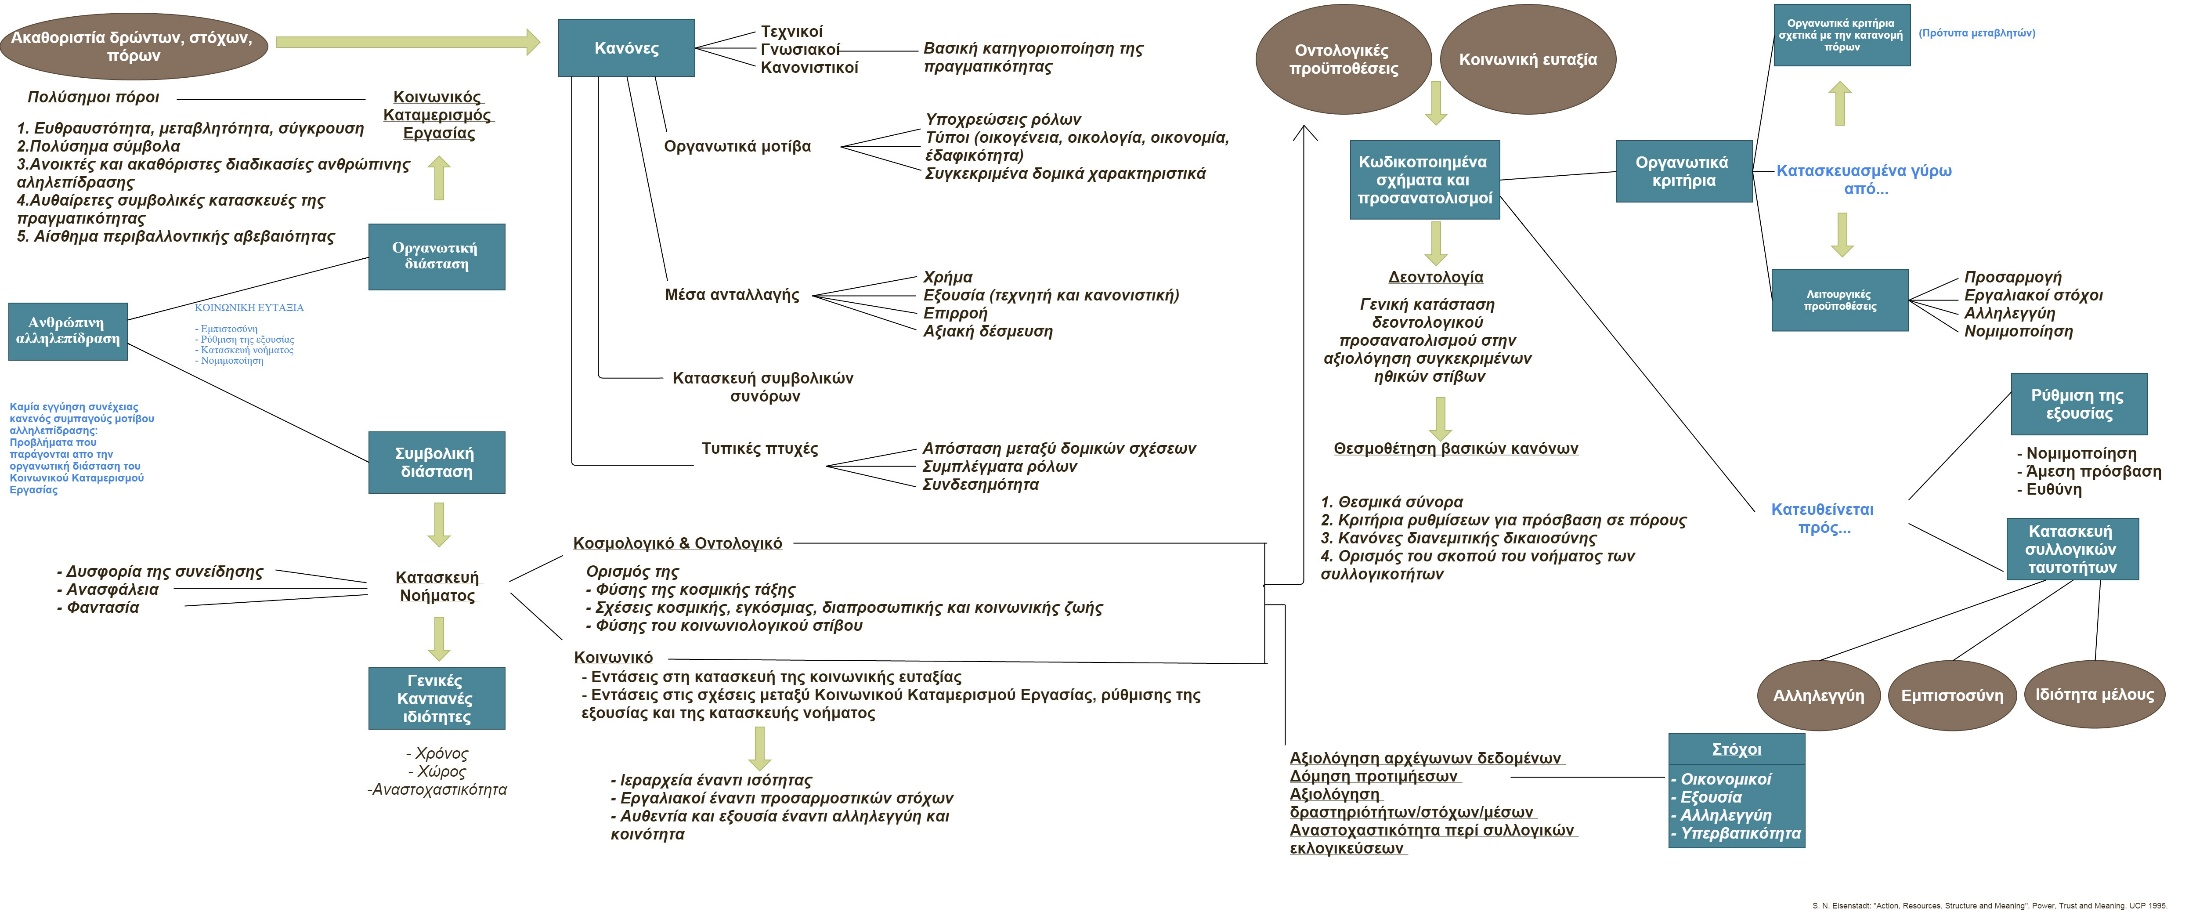 Ακαθοριστία δρώντων, στόχων,
πόρων
Πολύσημοι πόροι
Κοινωνικός
Καταμερισμός
Εργασίας
1. Ευθραυστότητα, μεταβλητότητα, σύγκρουση
2.Πολύσημα σύμβολα
3.Ανοικτές και ακαθόριστες διαδικασίες ανθρώπινης
αληλεπίδρασης
4.Αυθαίρετες συμβολικές κατασκευές της
πραγματικότητας
5. Αίσθημα περιβαλλοντικής αβεβαιότητας
Οργανωτική
διάσταση
Ανθρώπινη
αλληλεπίδραση
ΚΟΙΝΩΝΙΚΗ ΕΥΤΑΞΙΑ
- Εμπιστοσύνη
- Ρύθμιση της εξουσίας
- Κατασκευή νοήματος
- Νομιμοποίηση
Καμία εγγύηση συνέχειας
κανενός συμπαγούς μοτίβου
αλληλεπίδρασης:
Προβλήματα που
παράγονται απο την
οργανωτική διάσταση του
Κοινωνικού Καταμερισμού
Εργασίας
Συμβολική
διάσταση
- Δυσφορία της συνείδησης
- Ανασφάλεια
- Φαντασία
Κατασκευή
Νοήματος
Γενικές
Καντιανές
ιδιότητες
- Χρόνος
- Χώρος
-Αναστοχαστικότητα
Κανόνες
Τεχνικοί
Γνωσιακοί
Κανονιστικοί
Βασική κατηγοριοποίηση της
πραγματικότητας
Οργανωτικά μοτίβα
Υποχρεώσεις ρόλων
Τύποι (οικογένεια, οικολογία, οικονομία,
έδαφικότητα)
Συγκεκριμένα δομικά χαρακτηριστικά
Μέσα ανταλλαγής
Χρήμα
Εξουσία (τεχνητή και κανονιστική)
Επιρροή
Αξιακή δέσμευση
Κατασκευή συμβολικών
συνόρων
Τυπικές πτυχές
Απόσταση μεταξύ δομικών σχέσεων
Συμπλέγματα ρόλων
Συνδεσημότητα
Κοσμολογικό & Οντολογικό
Ορισμός της
- Φύσης της κοσμικής τάξης
- Σχέσεις κοσμικής, εγκόσμιας, διαπροσωπικής και κοινωνικής ζωής
- Φύσης του κοινωνιολογικού στίβου
Κοινωνικό
- Εντάσεις στη κατασκευή της κοινωνικής ευταξίας
- Εντάσεις στις σχέσεις μεταξύ Κοινωνικού Καταμερισμού Εργασίας, ρύθμισης της
εξουσίας και της κατασκευής νοήματος
- Ιεραρχεία έναντι ισότητας
- Εργαλιακοί έναντι προσαρμοστικών στόχων
- Αυθεντία και εξουσία έναντι αλληλεγγύη και
κοινότητα
Οντολογικές
προϋποθέσεις
Κοινωνική ευταξία
Κωδικοποιημένα
σχήματα και
προσανατολισμοί
Δεοντολογία
Γενική κατάσταση
δεοντολογικού
προσανατολισμού στην
αξιολόγηση συγκεκριμένων
ηθικών στίβων
Θεσμοθέτηση βασικών κανόνων
1. Θεσμικά σύνορα
2. Κριτήρια ρυθμίσεων για πρόσβαση σε πόρους
3. Κανόνες διανεμιτικής δικαιοσύνης
4. Ορισμός του σκοπού του νοήματος των
συλλογικοτήτων
Αξιολόγηση αρχέγωνων δεδομένων
Δόμηση προτιμήεσων
Αξιολόγηση
δραστηριότήτων/στόχων/μέσων
Αναστοχαστικότητα περί συλλογικών
εκλογικεύσεων
Στόχοι
- Οικονομικοί
- Εξουσία
- Αλληλεγγύη
- Υπερβατικότητα
Οργανωτικά
κριτήρια
Οργανωτικά κριτήρια
σχετικά με την κατανομή
πόρων
(Πρότυπα μεταβλητών)
Κατασκευασμένα γύρω
από...
Λειτουργικές
προϋποθέσεις
Προσαρμογή
Εργαλιακοί στόχοι
Αλληλεγγύη
Νομιμοποίηση
Κατευθείνεται
πρός...
Ρύθμιση της
εξουσίας
- Νομιμοποίηση
- Άμεση πρόσβαση
- Ευθύνη
Κατασκευή
συλλογικών
ταυτοτήτων
Αλληλεγγύη
Εμπιστοσύνη
Ιδιότητα μέλους
S. N. Eisenstadt: "Action, Resources, Structure and Meaning". Power, Trust and Meaning. UCP 1995.